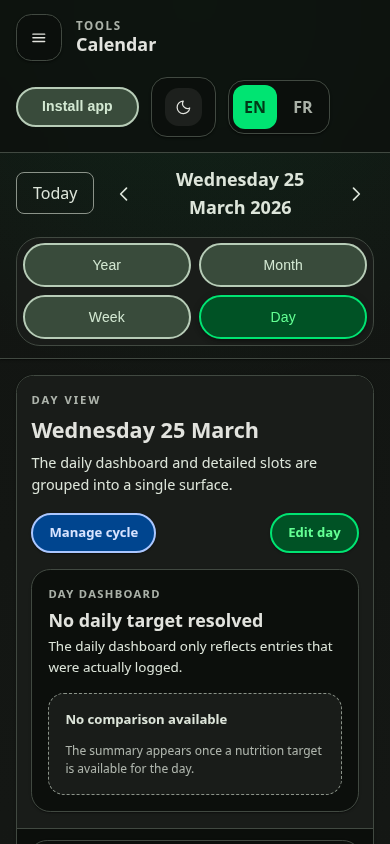 TOOLS
Calendar
Install app
EN
FR
Today
Wednesday 25
March 2026
Year
Month
Week
Day
DAY VIEW
Wednesday 25 March
The daily dashboard and detailed slots are
grouped into a single surface.
Manage cycle
Edit day
DAY DASHBOARD
No daily target resolved
The daily dashboard only reflects entries that
were actually logged.
No comparison available
The summary appears once a nutrition target
is available for the day.